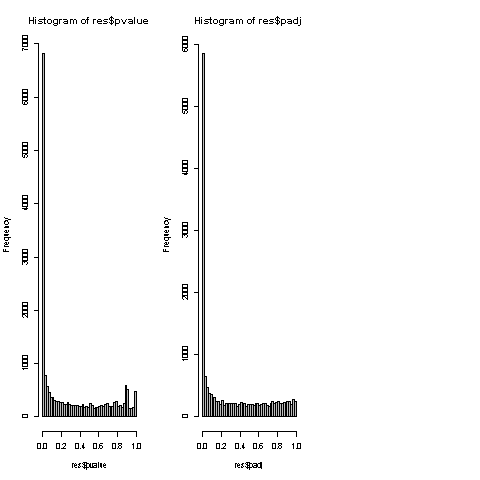 Histogram of res$pvalue
Frequency
0 1000 2000 3000 4000 5000 6000 7000
0.0 0.2 0.4 0.6 0.8 1.0
res$pvalue
Histogram of res$padj
Frequency
0 1000 2000 3000 4000 5000 6000
0.0 0.2 0.4 0.6 0.8 1.0
res$padj